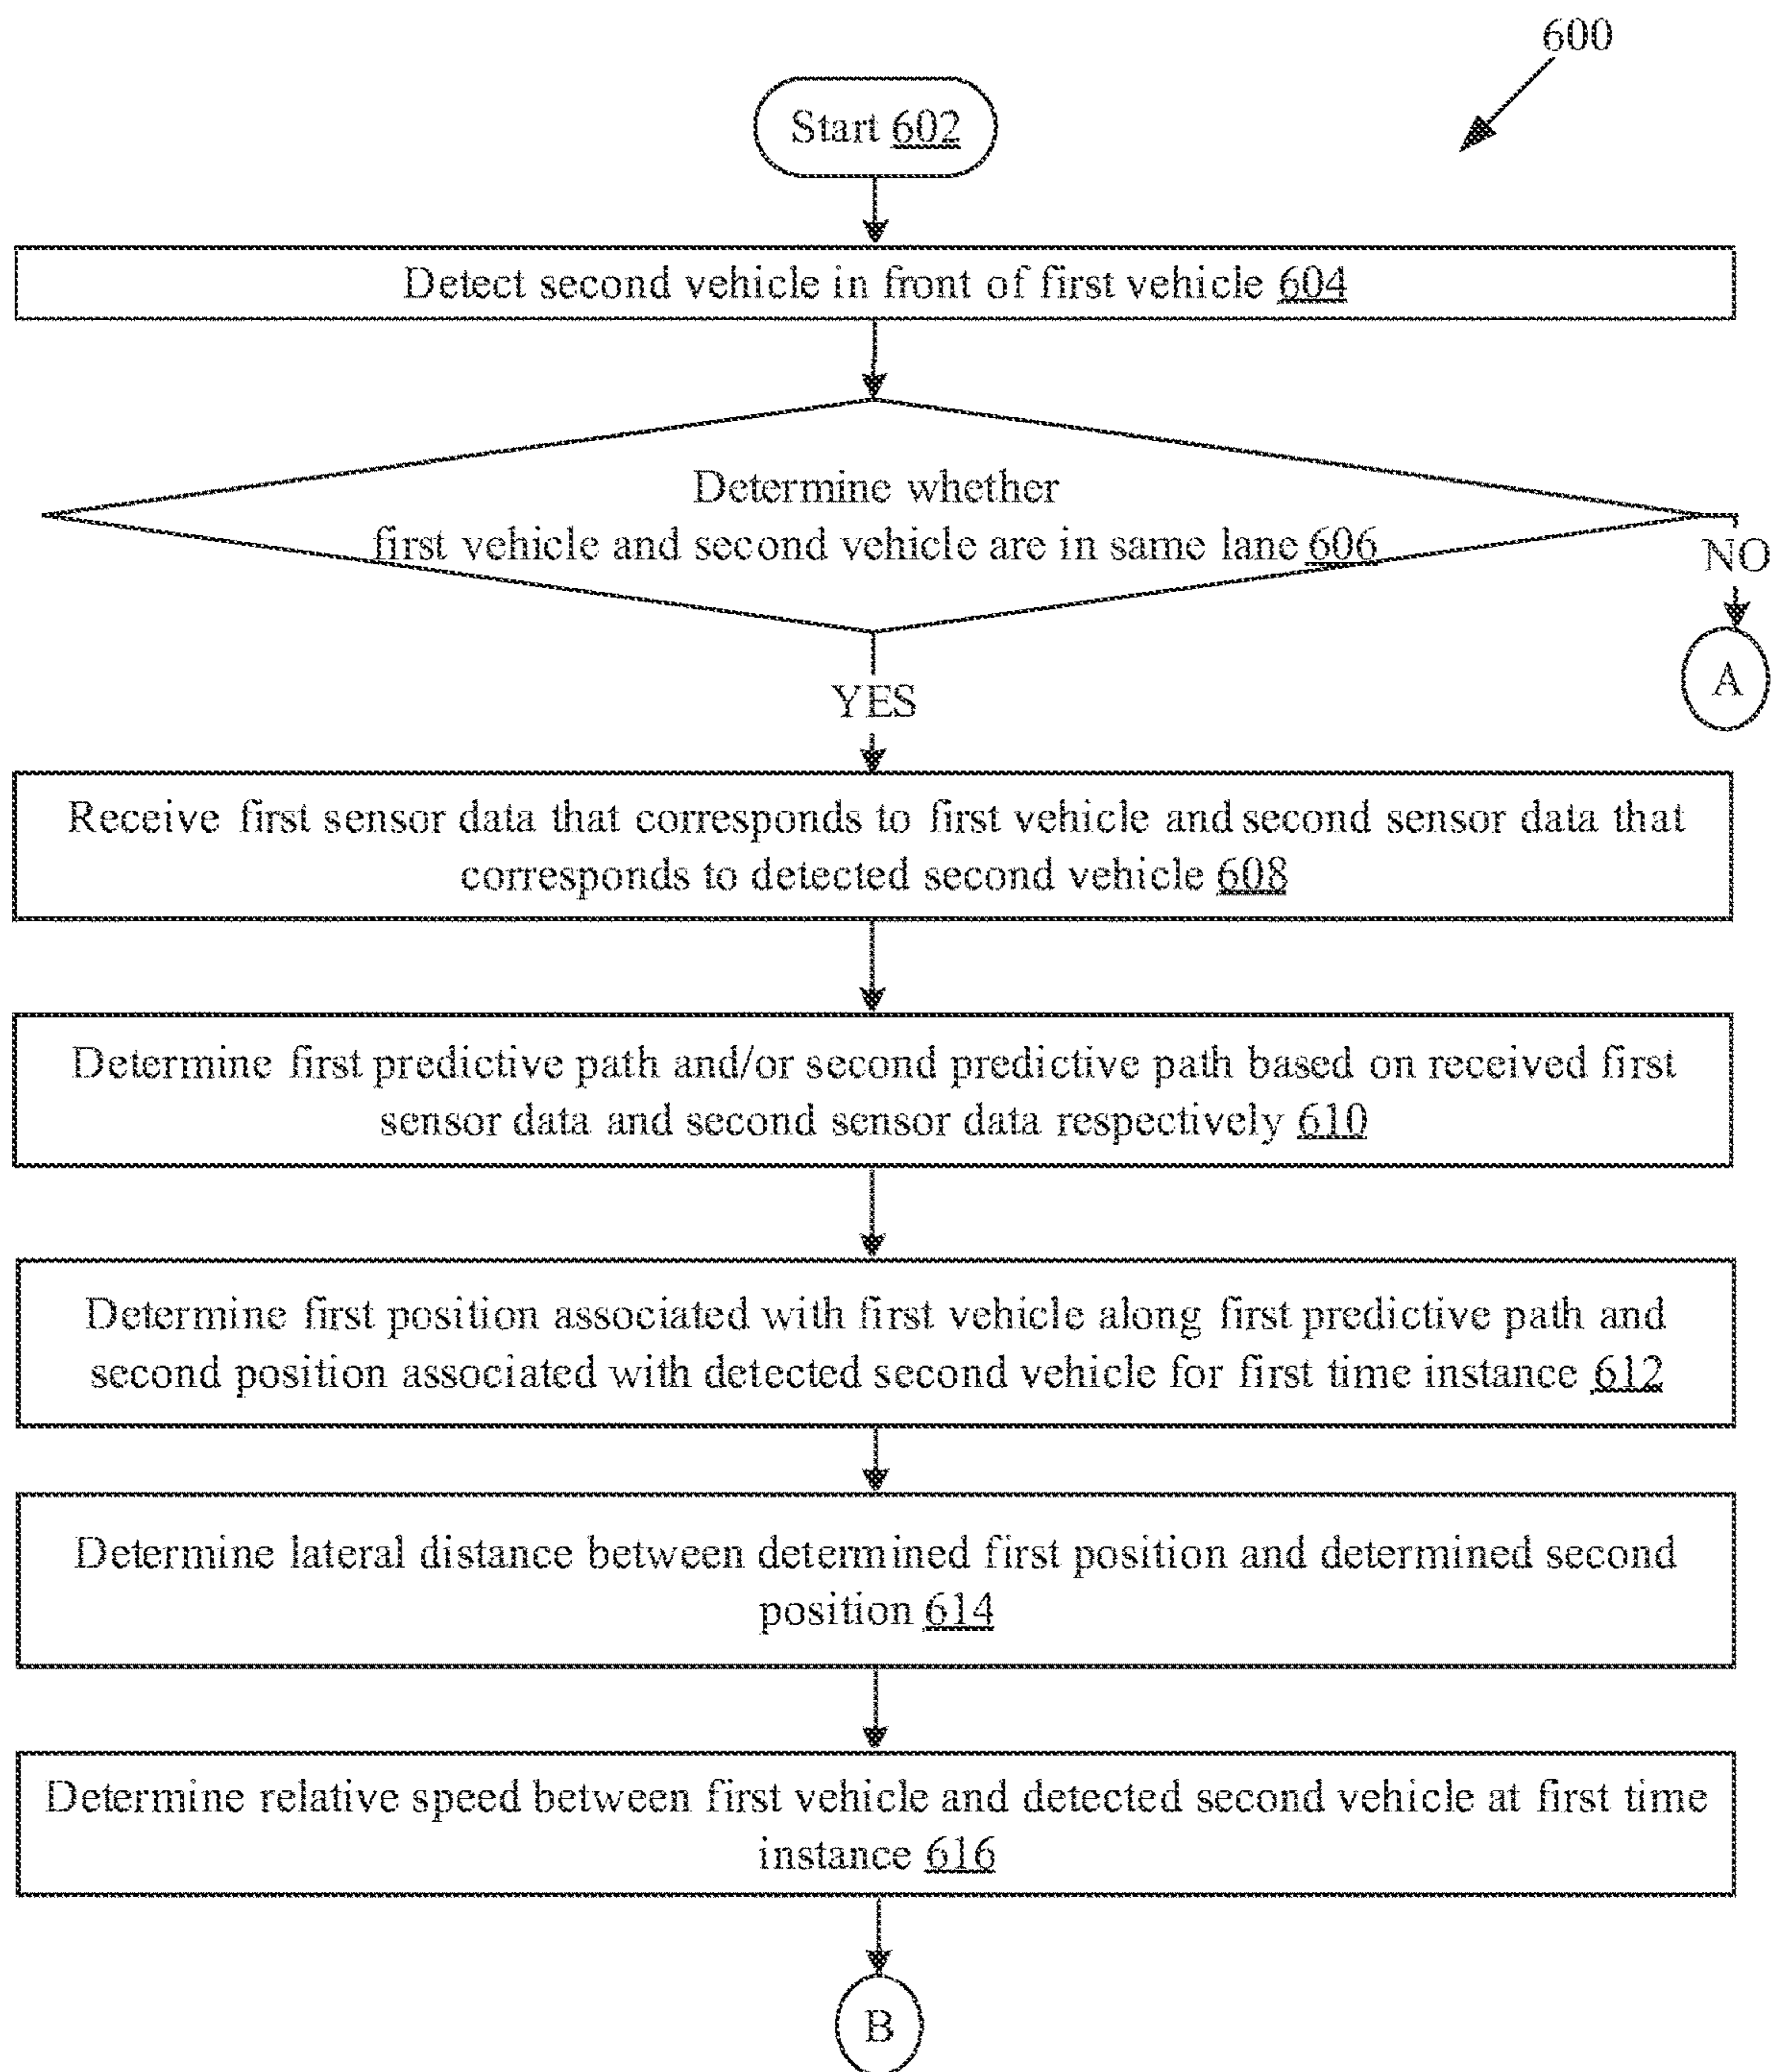 600
Start 602
Detect second vehicle in front of first vehicle 604
Determine whether
first vehicle and second vehicle are in same lane 606
NO
A
YES
Receive first sensor data that corresponds to first vehicle and second sensor data that
corresponds to detected second vehicle 608
Determine first predictive path and/or second predictive path based on received first
sensor data and second sensor data respectively 610
Determine first position associated with first vehicle along first predictive path and
second position associated with detected second vehicle for first time instance 612
Determine lateral distance between determined first position and determined second
position 614
Determine relative speed between first vehicle and detected second vehicle at first time
instance 616
B